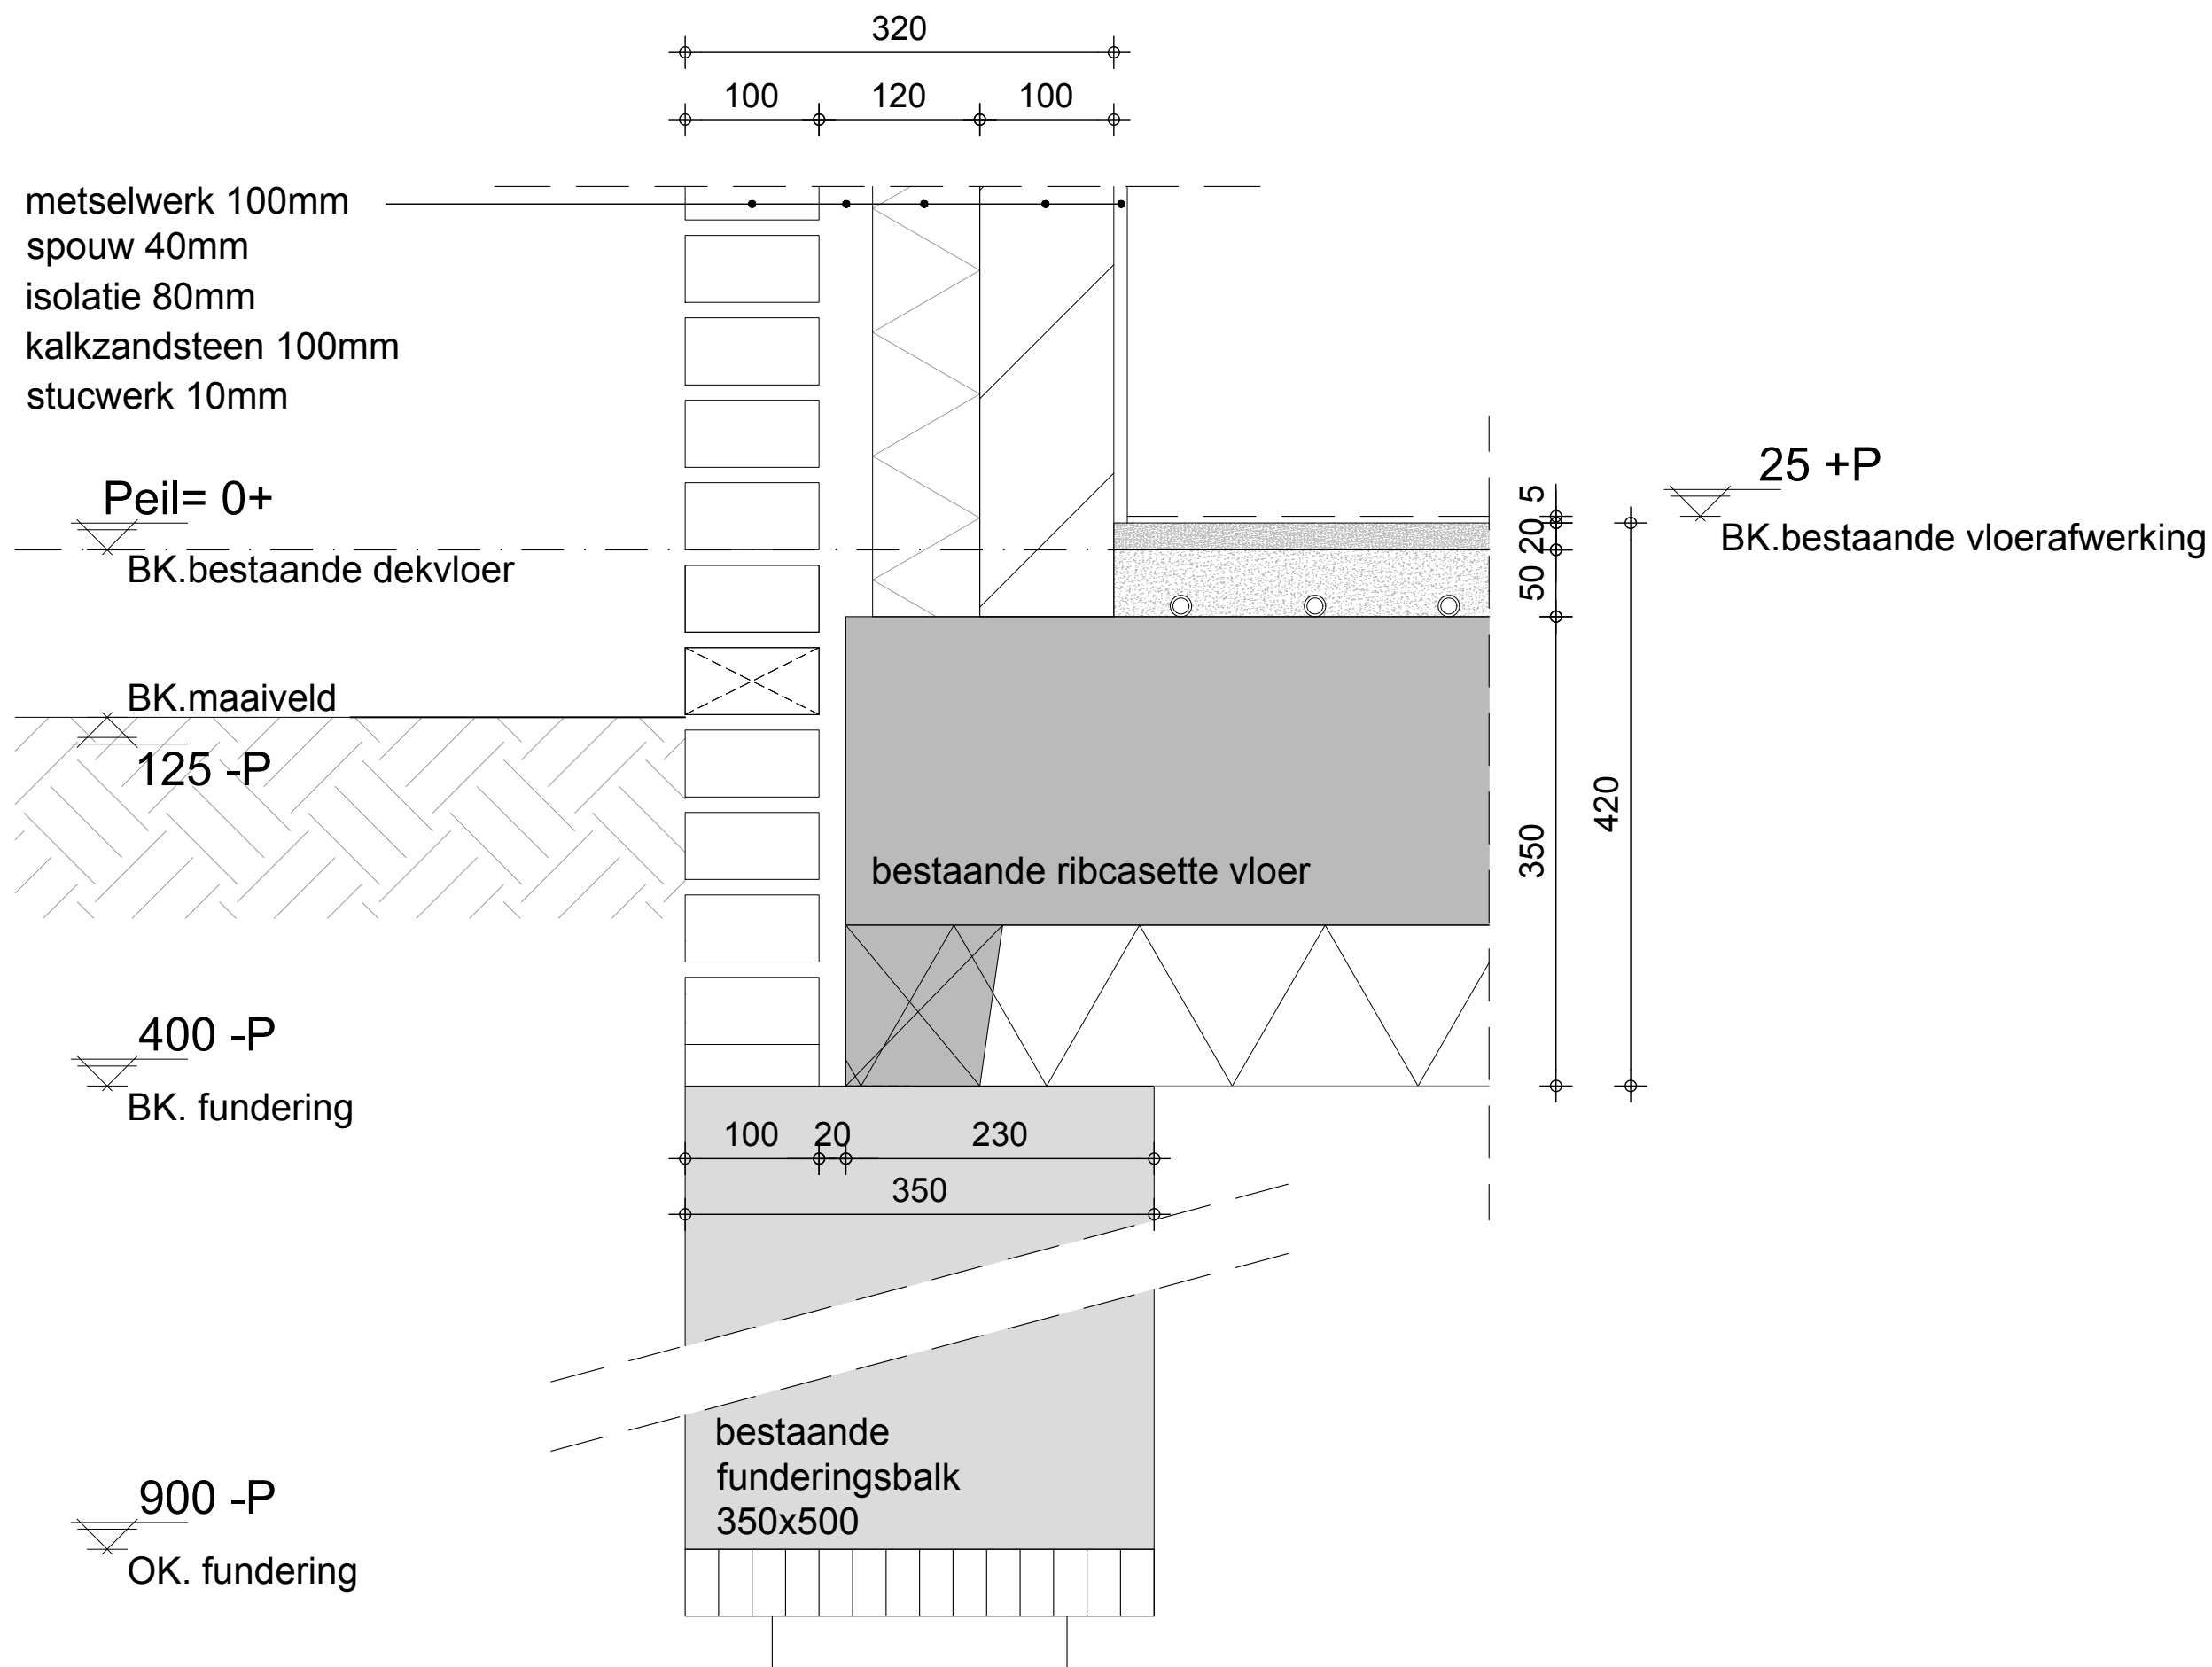 320
100 120 100
metselwerk 100mm
spouw 40mm
isolatie 80mm
kalkzandsteen 100mm
stucwerk 10mm
Peil= 0+
BK.bestaande dekvloer
25 +P
BK.bestaande vloerafwerking
5
20
50
350
420
BK.maaiveld
125 -P
bestaande ribcasette vloer
400 -P
BK. fundering
100 20 230
350
bestaande
funderingsbalk
350x500
900 -P
OK. fundering